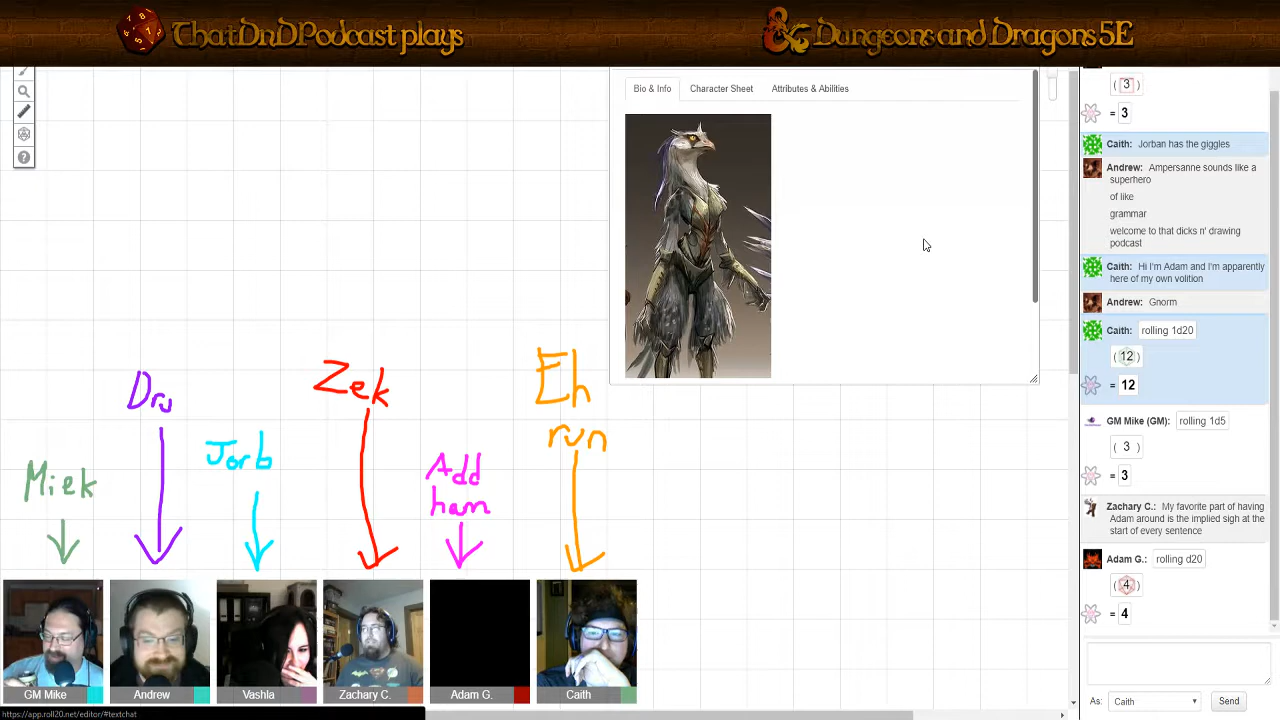 ThatDnDPodcast plays
Dungeons and Dragons 5E
Bio & Info
Character Sheet
Attributes & Abilities
( 3 )
= 3
Caith: Jorban has the giggles
Andrew: Ampersanne sounds like a
superhero
of like
grammar
welcome to that dicks n' drawing
podcast
Caith: Hi I'm Adam and I'm apparently
here of my own volition
Andrew: Gnorm
Caith: rolling 1d20
( 12 )
= 12
GM Mike (GM): rolling 1d5
( 3 )
= 3
Zachary C.: My favorite part of having
Adam around is the implied sigh at the
start of every sentence
Adam G.: rolling d20
( 4 )
= 4
As: Caith
Send
Miek
Dru
Jorb
Zek
Add
ham
Eh
run
GM Mike
Andrew
Vashla
Zachary C.
Adam G.
Caith
https://app.roll20.net/editor/#textchat